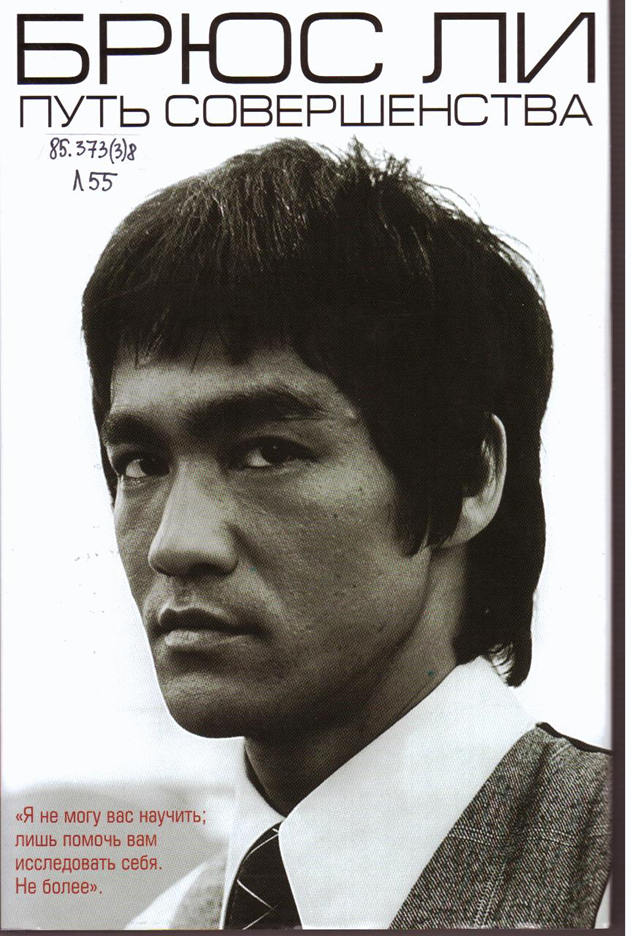 БРЮС ЛИ
ПУТЬ СОВЕРШЕНСТВА
85.373(3)8
Л55
«Я не могу вас научить;
лишь помочь вам
исследовать себя.
Не более».